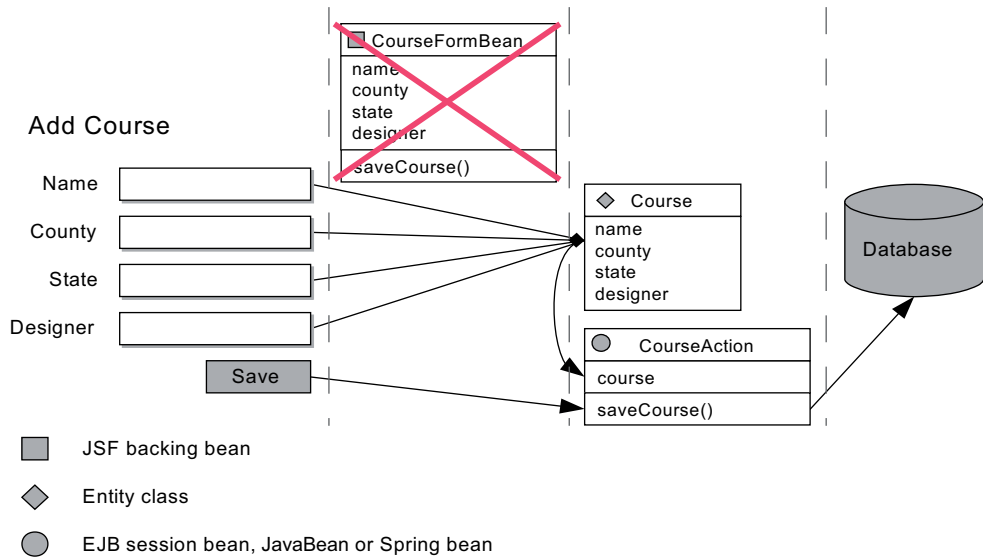 CourseFormBean
name
county
state
designer
saveCourse()
Add Course
Name
County
State
Designer
Save
Course
name
county
state
designer
CourseAction
course
saveCourse()
Database
JSF backing bean
Entity class
EJB session bean, JavaBean or Spring bean